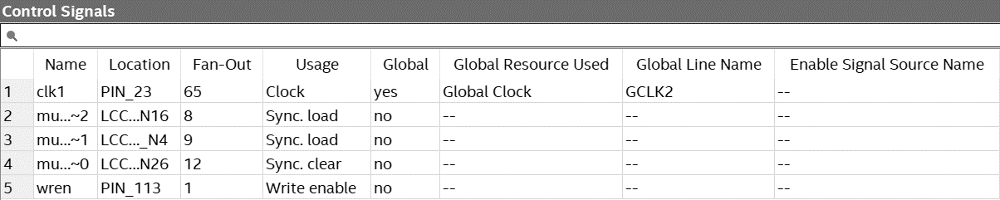 Control Signals
Name Location Fan-Out Usage Global Global Resource Used Global Line Name Enable Signal Source Name
1 clk1 PIN_23 65 Clock yes Global Clock GCLK2 --
2 mu...~2 LCC...N16 8 Sync. load no -- -- --
3 mu...~1 LCC..._N4 9 Sync. load no -- -- --
4 mu...~0 LCC...N26 12 Sync. clear no -- -- --
5 wren PIN_113 1 Write enable no -- -- --